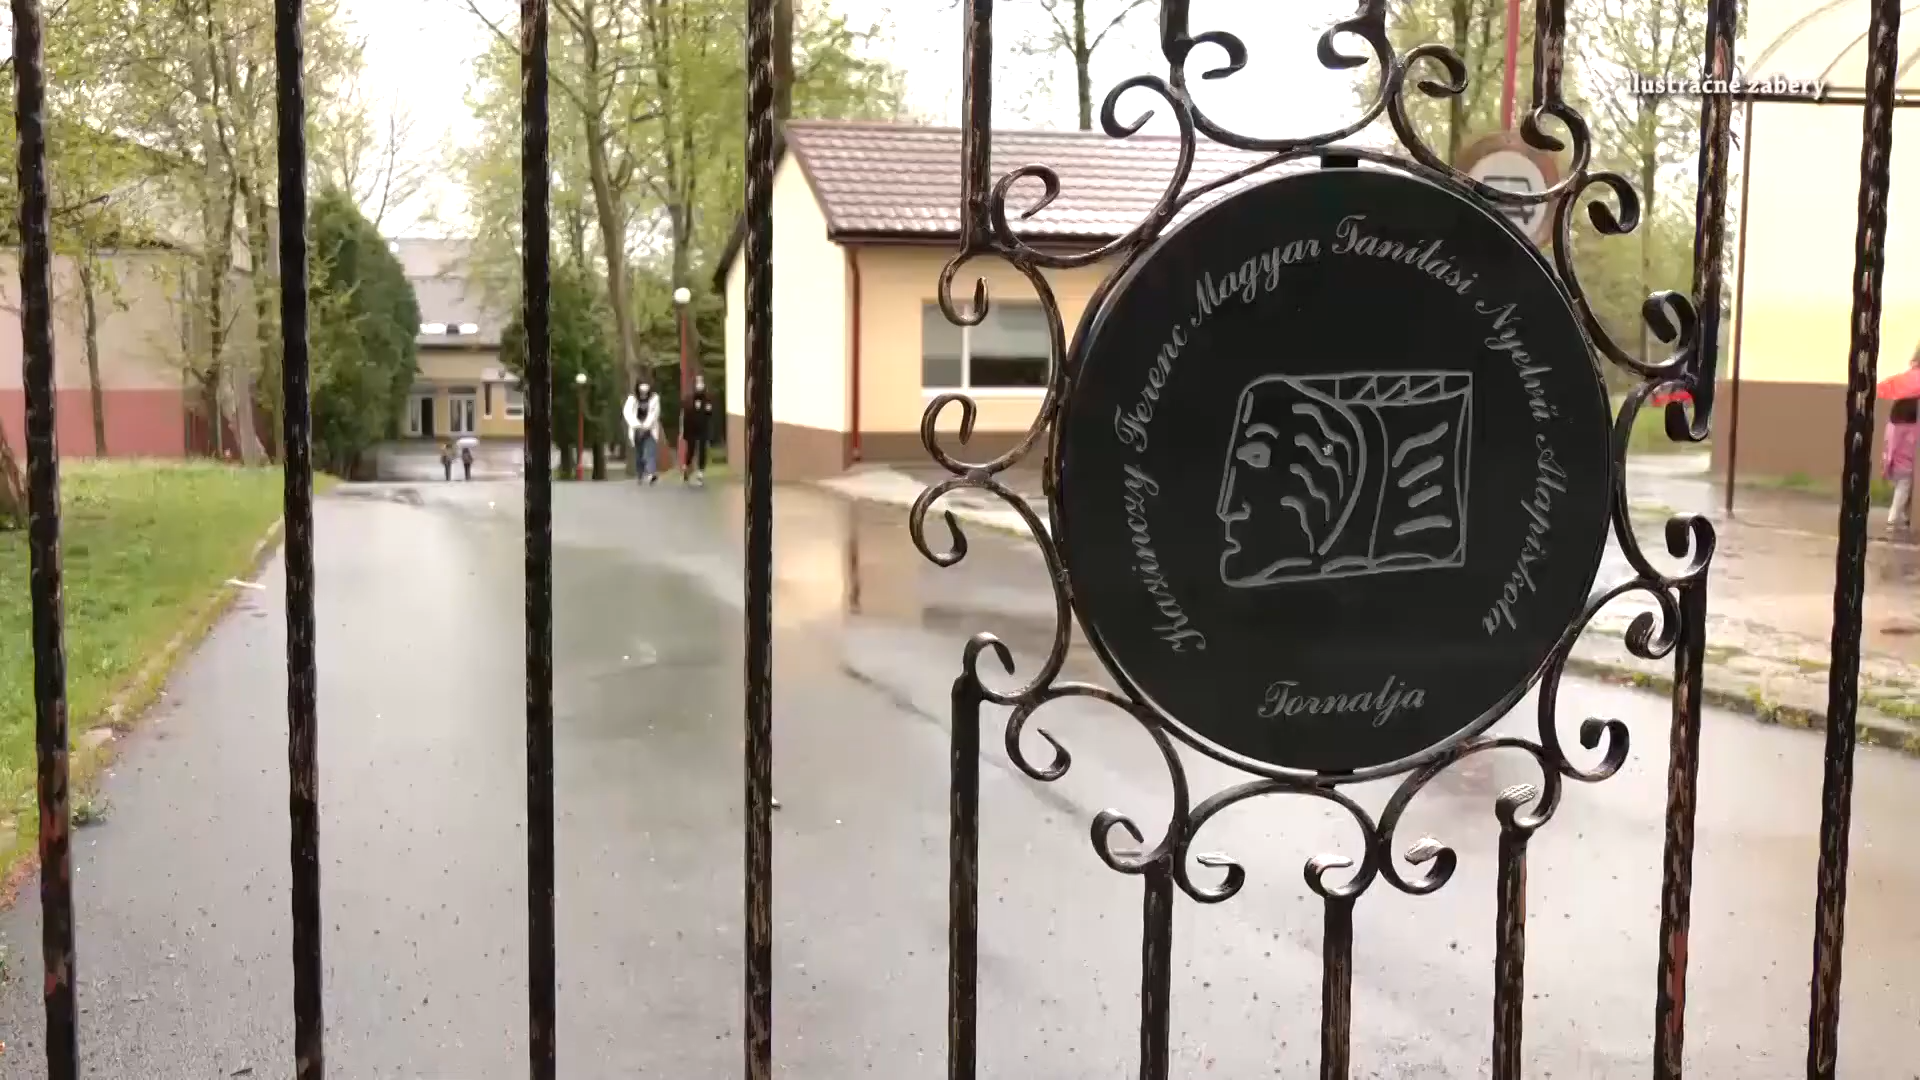 ilustračné zábery
Kazinczy Ferenc Magyar Tanítási Nyelvű Alapiskola
Tornalja